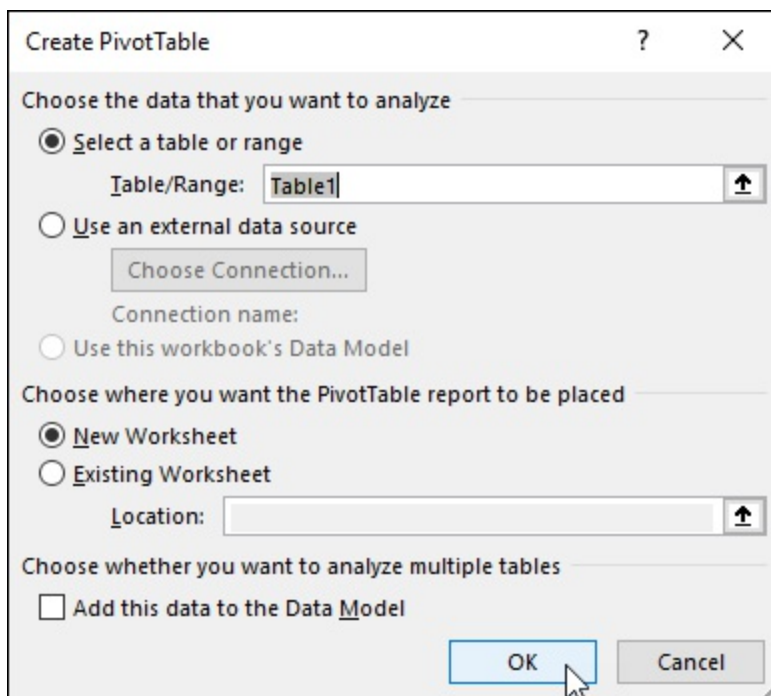 Create PivotTable ?
Choose the data that you want to analyze
Select a table or range
Table/Range: Table1
Use an external data source
Choose Connection...
Connection name:
Use this workbook's Data Model
Choose where you want the PivotTable report to be placed
New Worksheet
Existing Worksheet
Location:
Choose whether you want to analyze multiple tables
Add this data to the Data Model
OK Cancel